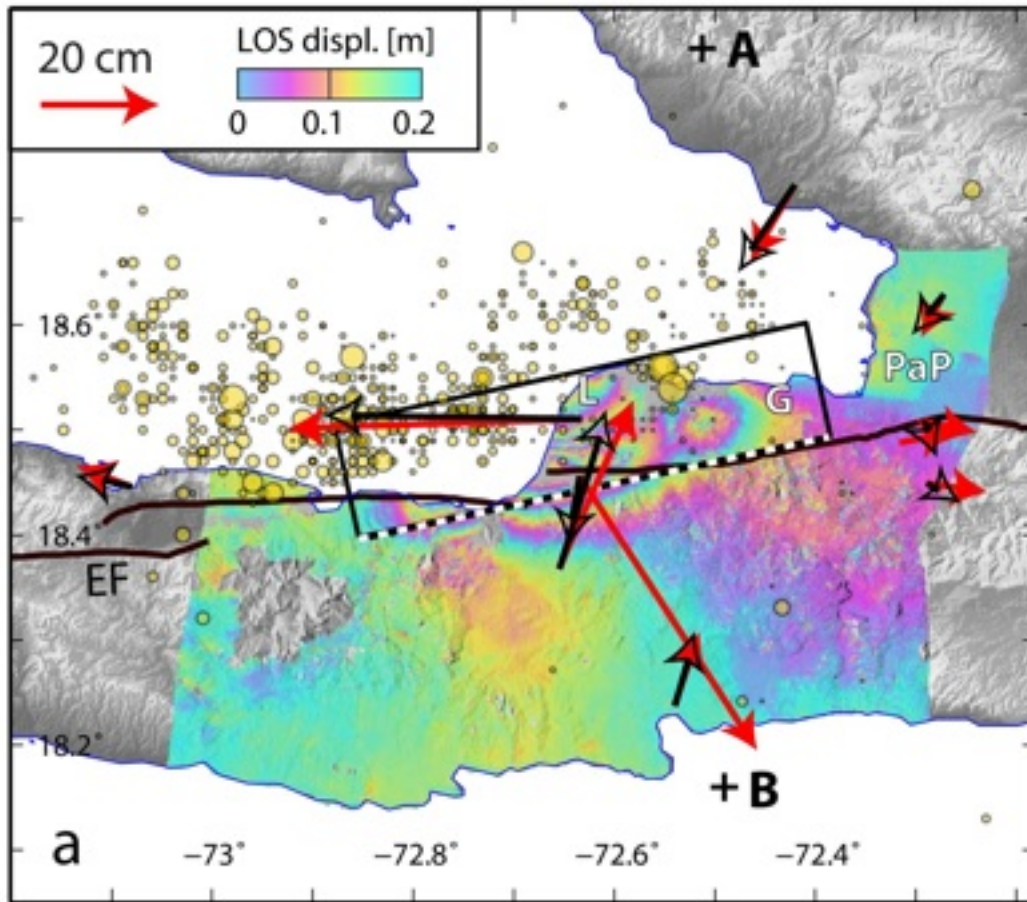 20 cm
LOS displ. [m]
0 0.1 0.2
+ A
18.6
L
G
PaP
18.4°
EF
18.2°
+ B
a
−73° −72.8° −72.6° −72.4°